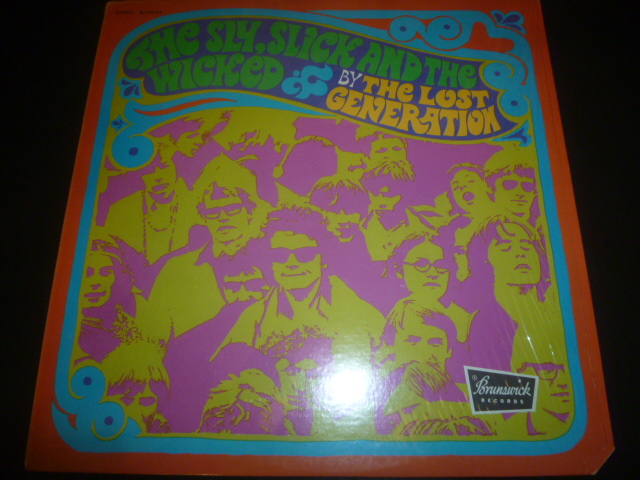 THE SLY, SLICK AND THE
WICKED
BY THE LOST
GENERATION
Brunswick
RECORDS